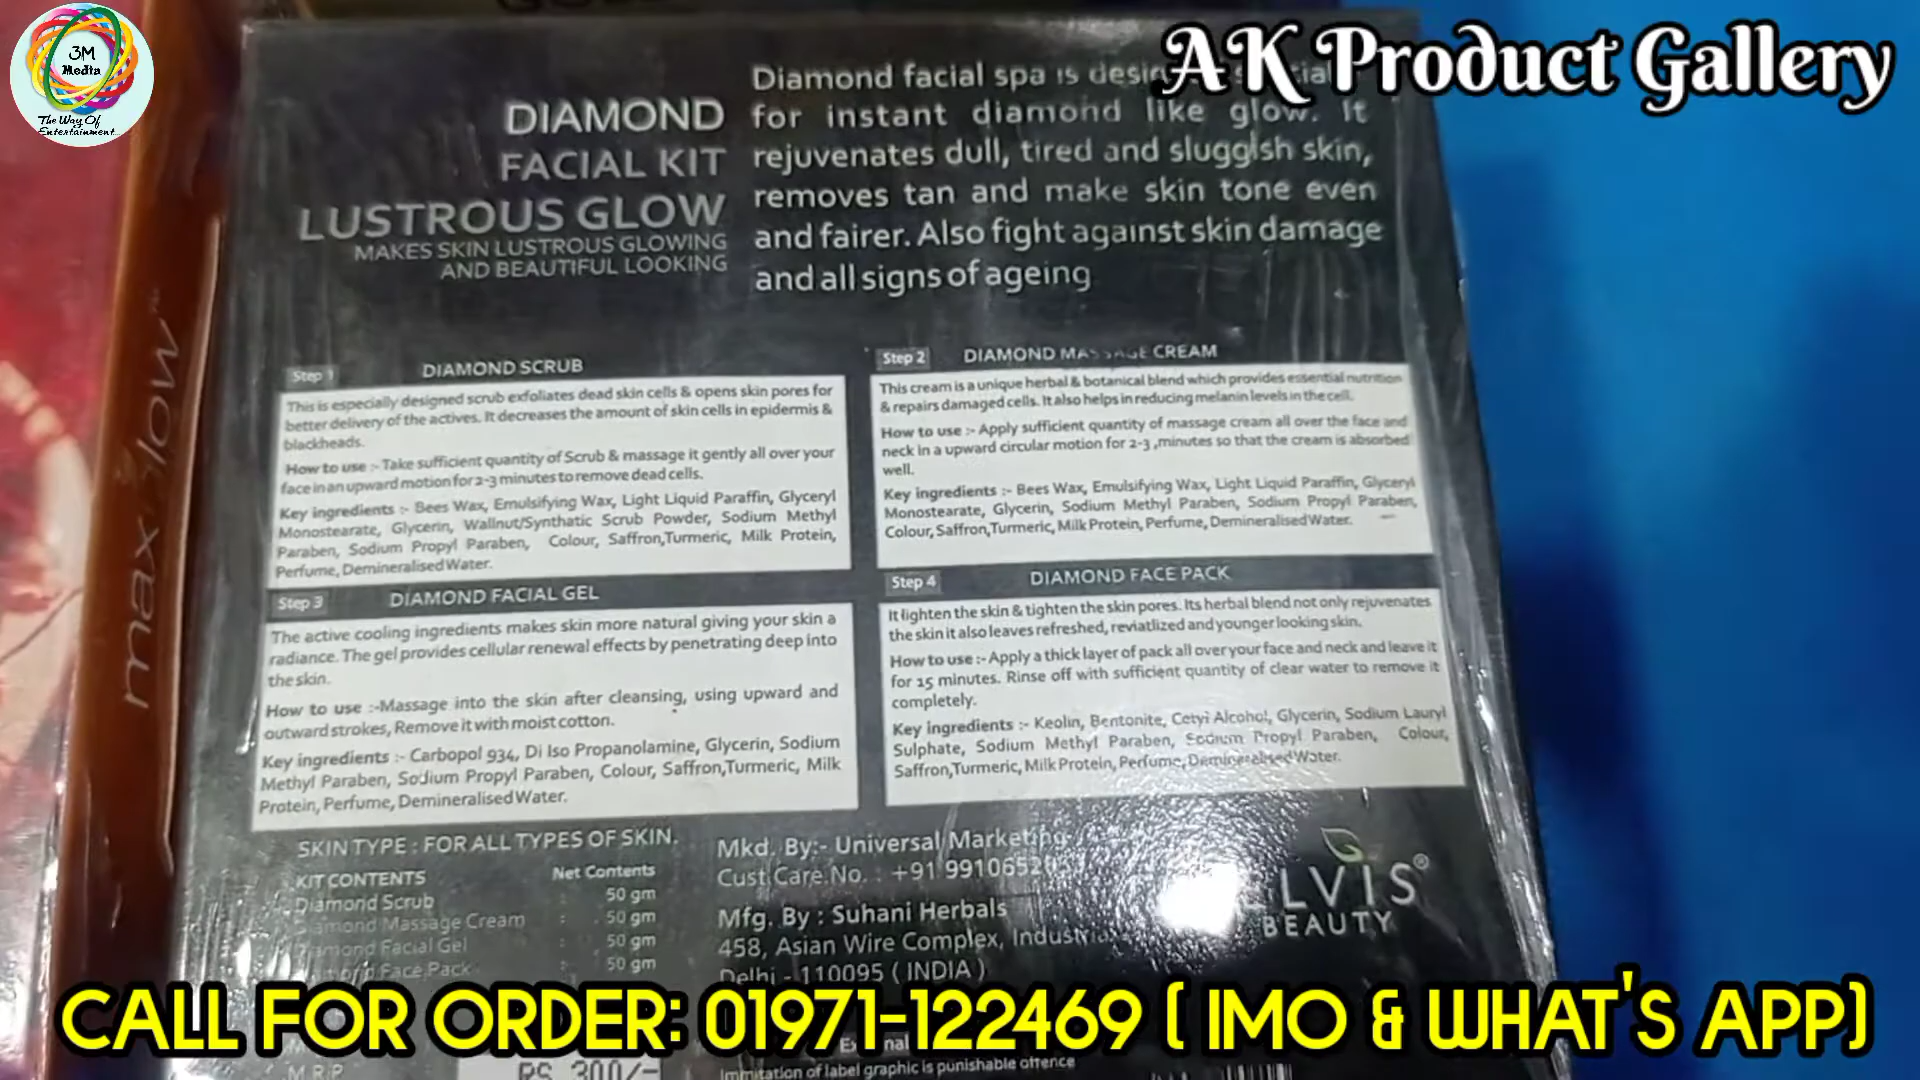 3M
Media
The Way Of
Entertainment...
AK Product Gallery
DIAMOND
FACIAL KIT
LUSTROUS GLOW
MAKES SKIN LUSTROUS GLOWING
AND BEAUTIFUL LOOKING
Diamond facial spa is
for instant diamond like glow. It
rejuvenates dull, tired and sluggish skin,
removes tan and make skin tone even
and fairer. Also fight against skin damage
and all signs of ageing
Step 1 DIAMOND SCRUB
This is especially designed scrub exfoliates dead skin cells & opens skin pores for
better delivery of the actives. It decreases the amount of skin cells in epidermis &
blackheads.
How to use :- Take sufficient quantity of Scrub & massage it gently all over your
face in an upward motion for 2-3 minutes to remove dead cells.
Key ingredients :- Bees Wax, Emulsifying Wax, Light Liquid Paraffin, Glyceryl
Monostearate, Glycerin, Wallnut/Synthatic Scrub Powder, Sodium Methyl
Paraben, Sodium Propyl Paraben, Colour, Saffron,Turmeric, Milk Protein,
Perfume, Demineralised Water.
Step 2 DIAMOND MASSAGE CREAM
This cream is a unique herbal & botanical blend which provides essential nutrition
& repairs damaged cells. It also helps in reducing melanin levels in the cell.
How to use :- Apply sufficient quantity of massage cream all over the face and
neck in a upward circular motion for 2-3 ,minutes so that the cream is absorbed
well.
Key ingredients :- Bees Wax, Emulsifying Wax, Light Liquid Paraffin, Glyceryl
Monostearate, Glycerin, Sodium Methyl Paraben, Sodium Propyl Paraben,
Colour, Saffron,Turmeric, Milk Protein, Perfume, Demineralised Water.
Step 3 DIAMOND FACIAL GEL
The active cooling ingredients makes skin more natural giving your skin a
radiance. The gel provides cellular renewal effects by penetrating deep into
the skin.
How to use :-Massage into the skin after cleansing, using upward and
outward strokes, Remove it with moist cotton.
Key ingredients :- Carbopol 934, Di Iso Propanolamine, Glycerin, Sodium
Methyl Paraben, Sodium Propyl Paraben, Colour, Saffron,Turmeric, Milk
Protein, Perfume, Demineralised Water.
Step 4 DIAMOND FACE PACK
It lighten the skin & tighten the skin pores. Its herbal blend not only rejuvenates
the skin it also leaves refreshed, reviatlized and younger looking skin.
How to use :- Apply a thick layer of pack all over your face and neck and leave it
for 15 minutes. Rinse off with sufficient quantity of clear water to remove it
completely.
Key ingredients :- Keolin, Bentonite, Cetyl Alcohol, Glycerin, Sodium Lauryl
Sulphate, Sodium Methyl Paraben, Sodium Propyl Paraben, Colour,
Saffron,Turmeric, Milk Protein, Perfume, Demineralised Water.
SKIN TYPE : FOR ALL TYPES OF SKIN.
KIT CONTENTS Net Contents
Diamond Scrub : 50 gm
Diamond Massage Cream : 50 gm
Diamond Facial Gel : 50 gm
Diamond Face Pack : 50 gm
Mkd. By:- Universal Marketing
Cust Care.No. : +91 9910652
Mfg. By : Suhani Herbals
458, Asian Wire Complex,
Delhi - 110095 ( INDIA )
LVIS®
BEAUTY
max
CALL FOR ORDER: 01971-122469 ( IMO & WHAT'S APP)
M.R.P RS. 300/-
Immitation of label graphic is punishable offence